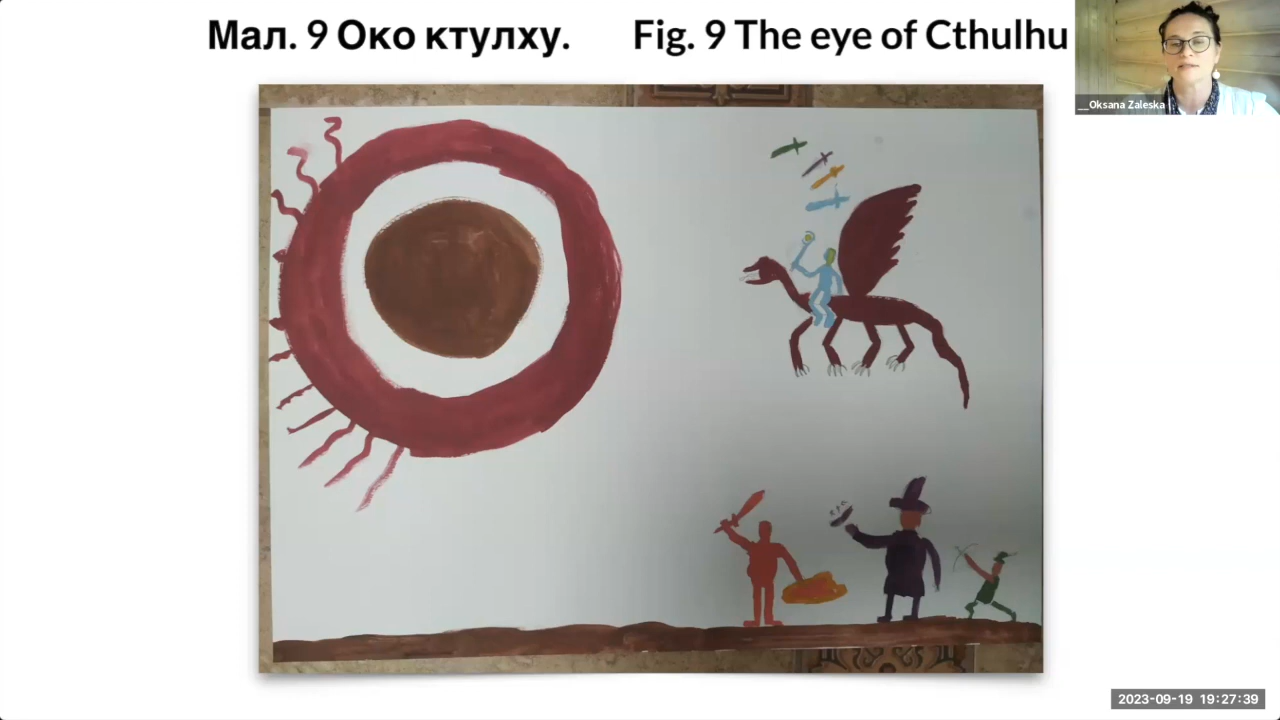 Мал. 9 Око ктулху. Fig. 9 The eye of Cthulhu
__Oksana Zaleska
2023-09-19 19:27:39